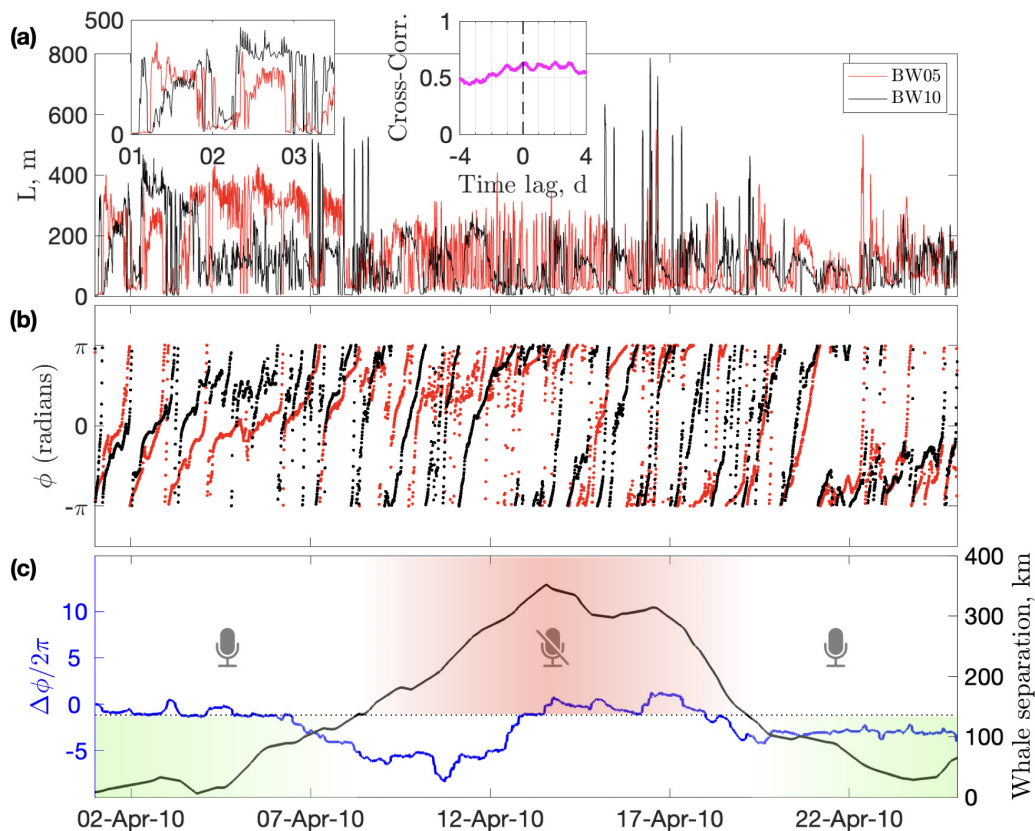 (a)
500
0
01 02 03
1
0.5
0
-4 0 4
Cross-Corr.
Time lag, d
BW05
BW10
800
600
400
200
0
L, m
(b)
π
0
-π
ϕ (radians)
(c)
10
5
0
-5
Δϕ/2π
400
300
200
100
0
Whale separation, km
02-Apr-10 07-Apr-10 12-Apr-10 17-Apr-10 22-Apr-10